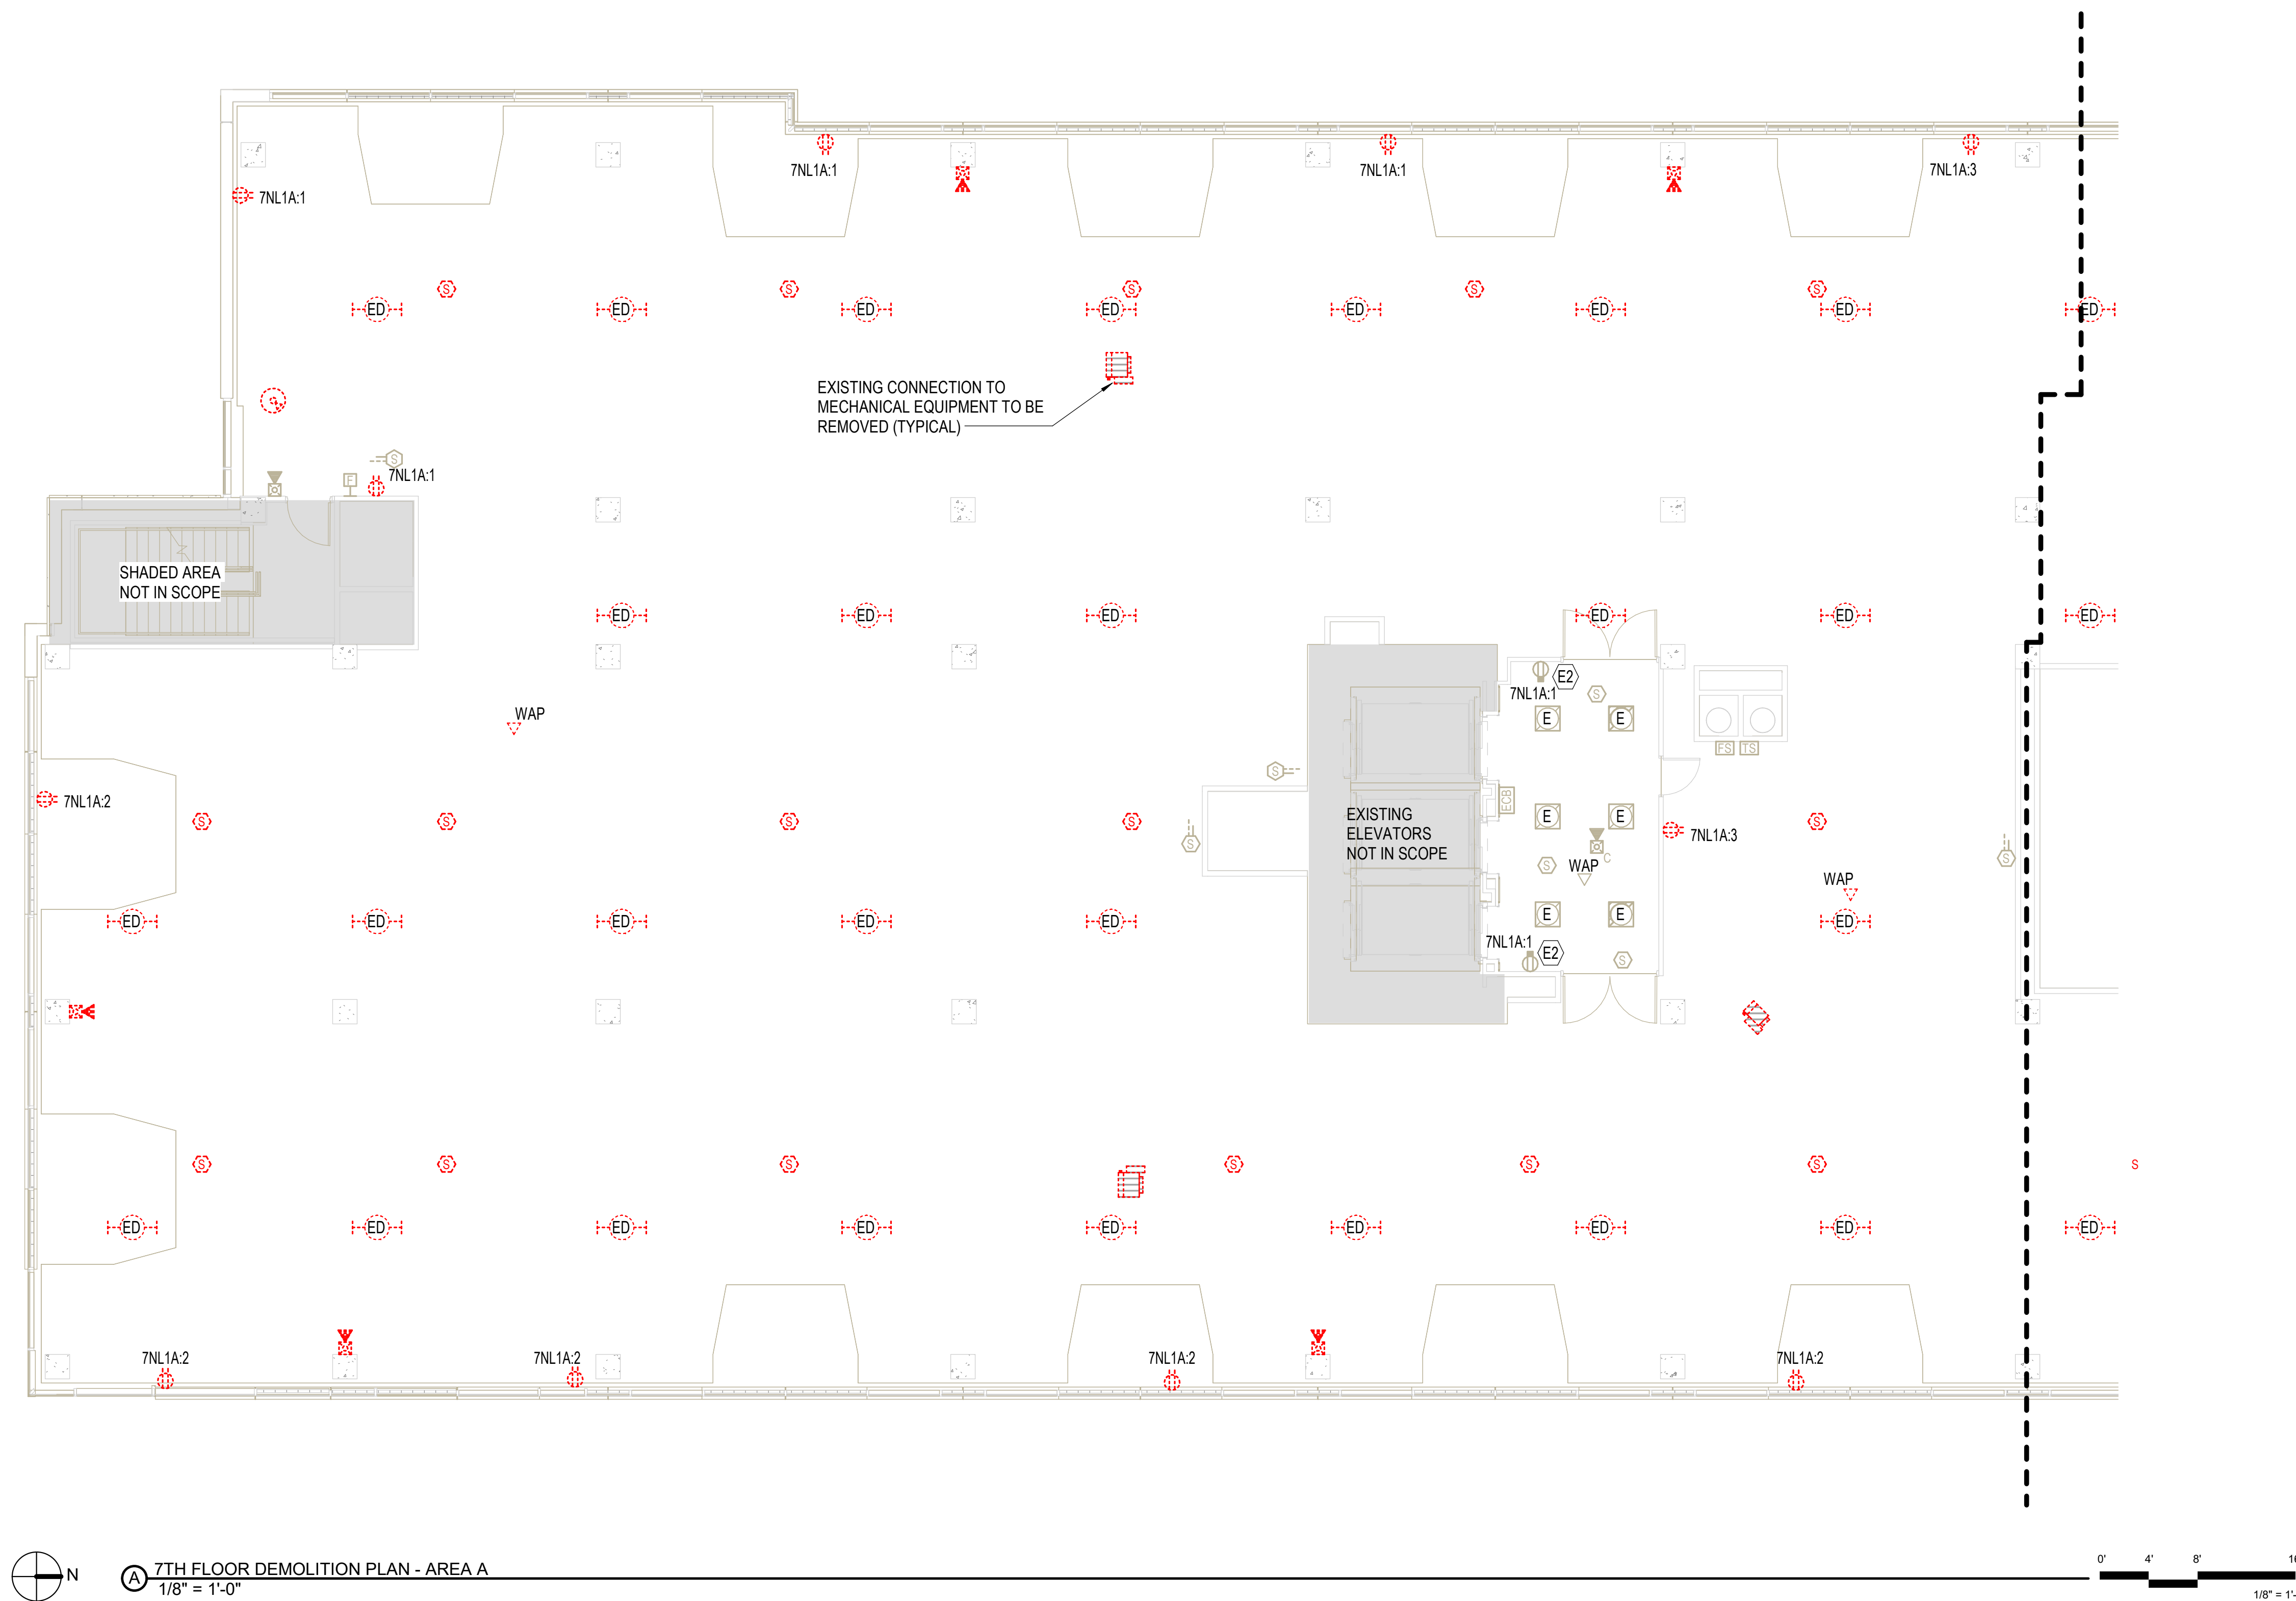 7NL1A:1
7NL1A:1
7NL1A:3
7NL1A:1
S
S
S
S
S
ED
ED
ED
ED
ED
ED
ED
ED
EXISTING CONNECTION TO
MECHANICAL EQUIPMENT TO BE
REMOVED (TYPICAL)
S
F
7NL1A:1
SHADED AREA
NOT IN SCOPE
ED
ED
ED
ED
ED
ED
E2
7NL1A:1
S
WAP
E
E
FS
TS
S
7NL1A:2
ECB
EXISTING
ELEVATORS
NOT IN SCOPE
E
E
S
S
S
S
S
7NL1A:3
S
S
C
S
WAP
WAP
E
E
ED
ED
ED
ED
ED
ED
7NL1A:1
E2
S
S
S
S
S
S
S
S
ED
ED
ED
ED
ED
ED
ED
ED
ED
7NL1A:2
7NL1A:2
7NL1A:2
7NL1A:2
N
A
7TH FLOOR DEMOLITION PLAN - AREA A
1/8" = 1'-0"
0'
4'
8'
16
1/8" = 1'-